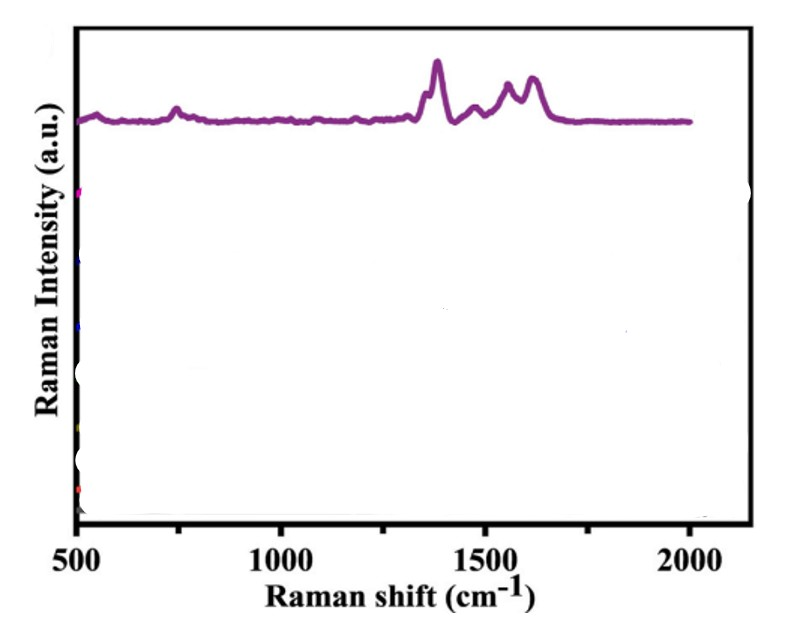 Raman Intensity (a.u.)
500 1000 1500 2000
Raman shift (cm-1)